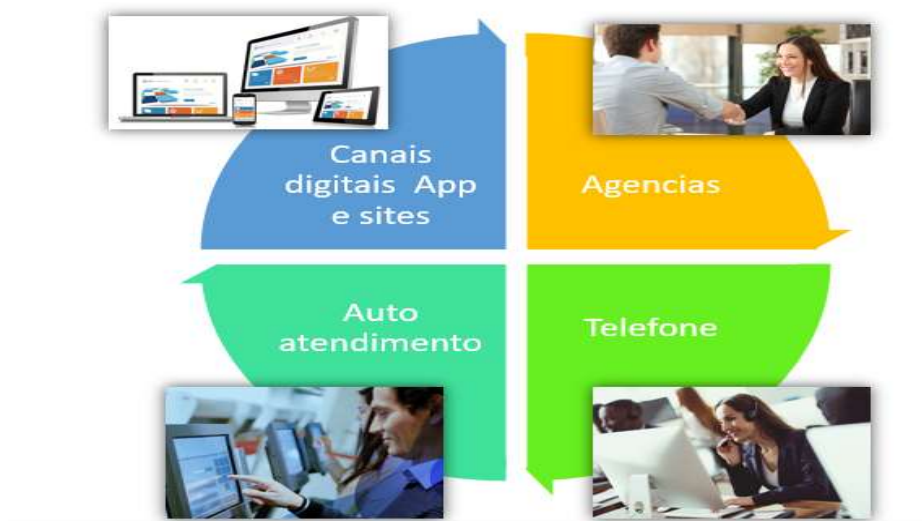 Canais
digitais App
e sites
Agencias
Auto
atendimento
Telefone